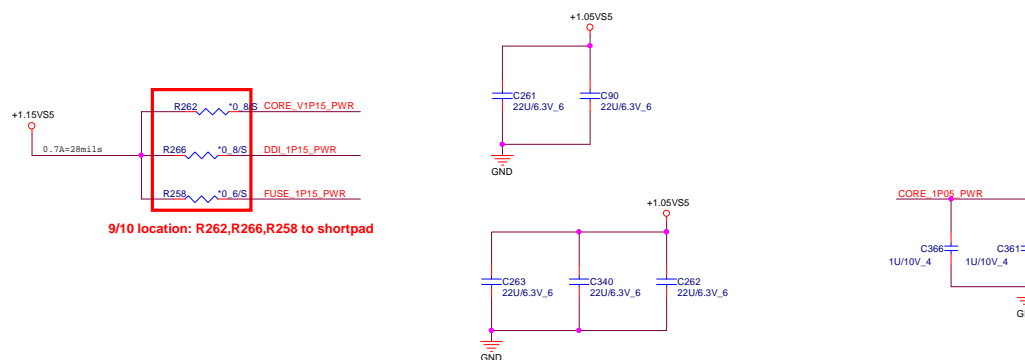 +1.15VS5
0.7A=28mils
R262
*0_8/S
CORE_V1P15_PWR
R266
*0_8/S
DDI_1P15_PWR
R258
*0_6/S
FUSE_1P15_PWR
9/10 location: R262,R266,R258 to shortpad
+1.05VS5
C261
22U/6.3V_6
C90
22U/6.3V_6
GND
+1.05VS5
C263
22U/6.3V_6
C340
22U/6.3V_6
C262
22U/6.3V_6
GND
CORE_1P05_PWR
C366
1U/10V_4
C361
1U/10V_4